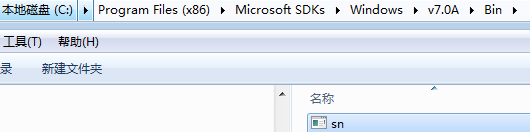 本地磁盘 (C:) ▸ Program Files (x86) ▸ Microsoft SDKs ▸ Windows ▸ v7.0A ▸ Bin ▸
工具(T) 帮助(H)
录 新建文件夹
名称
sn